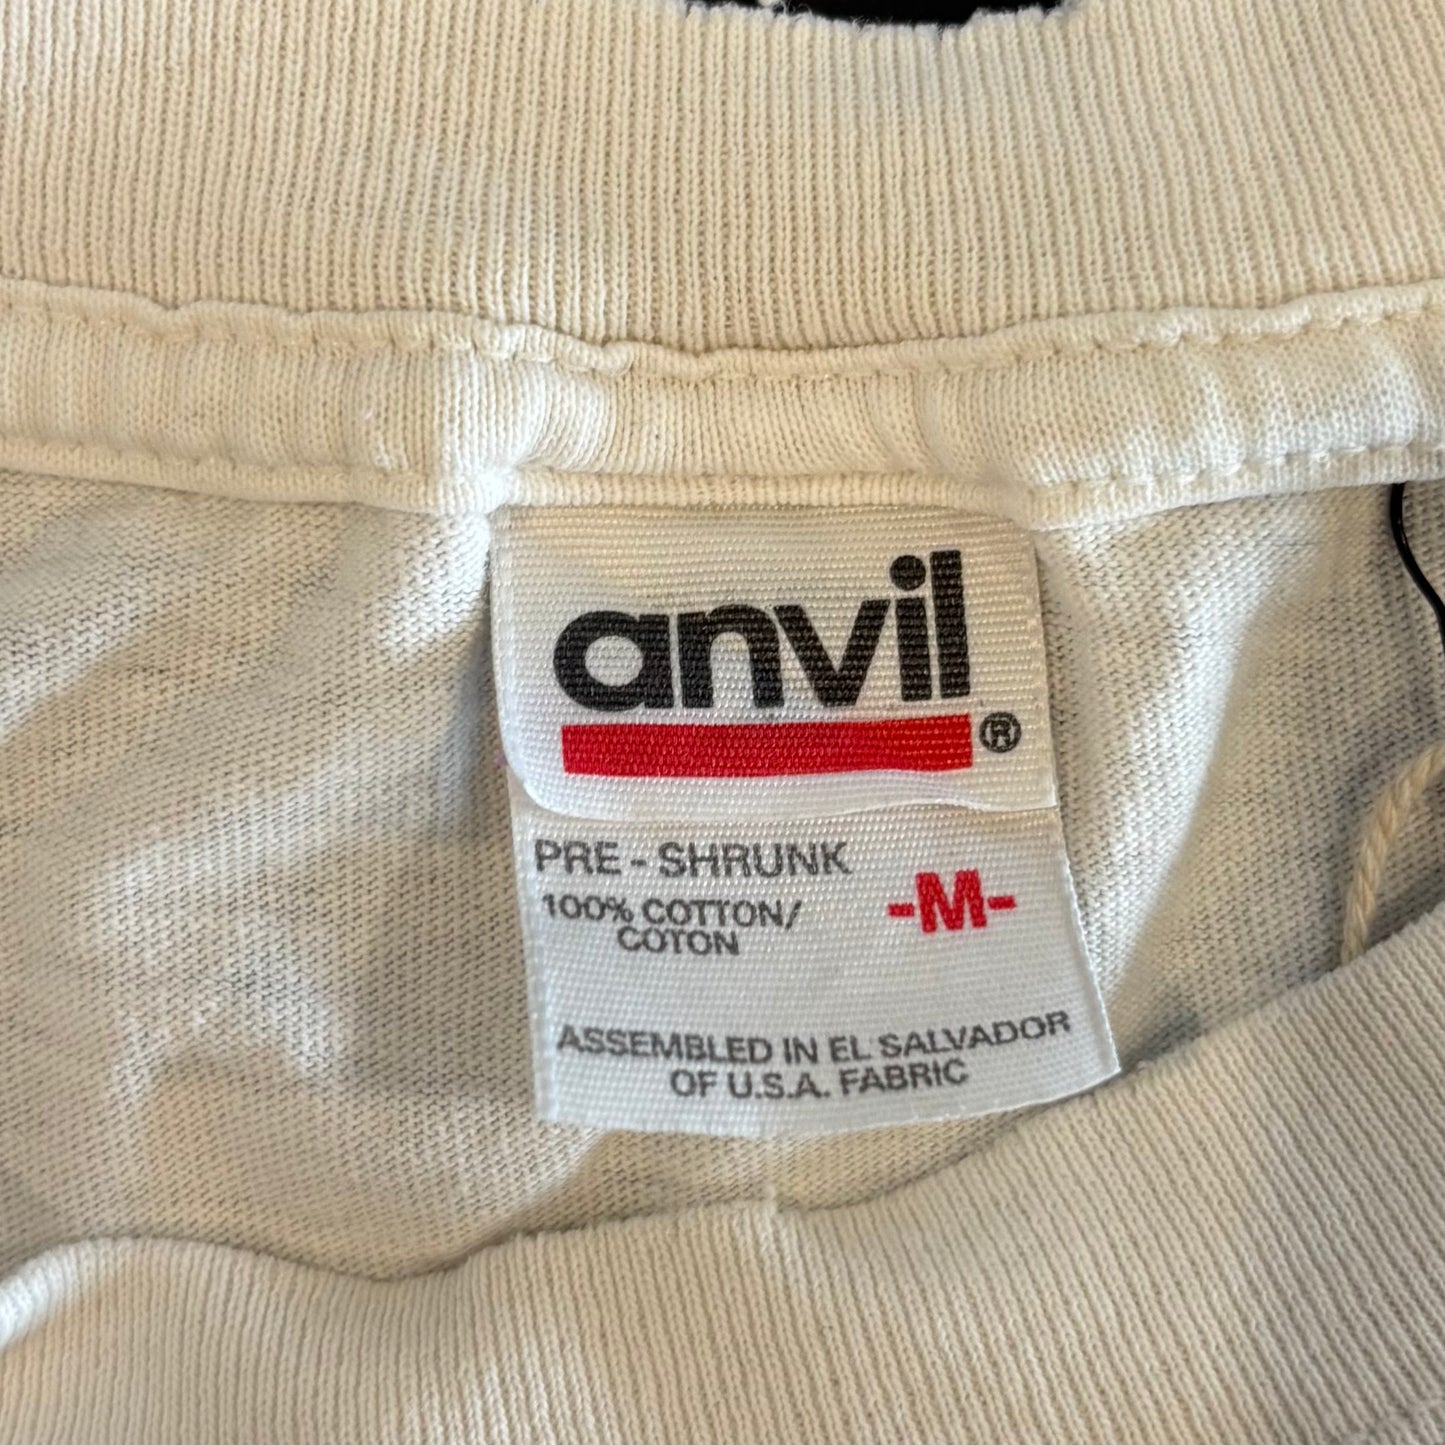 anvil®
PRE-SHRUNK
100% COTTON/
COTON
-M-
ASSEMBLED IN EL SALVADOR
OF U.S.A. FABRIC